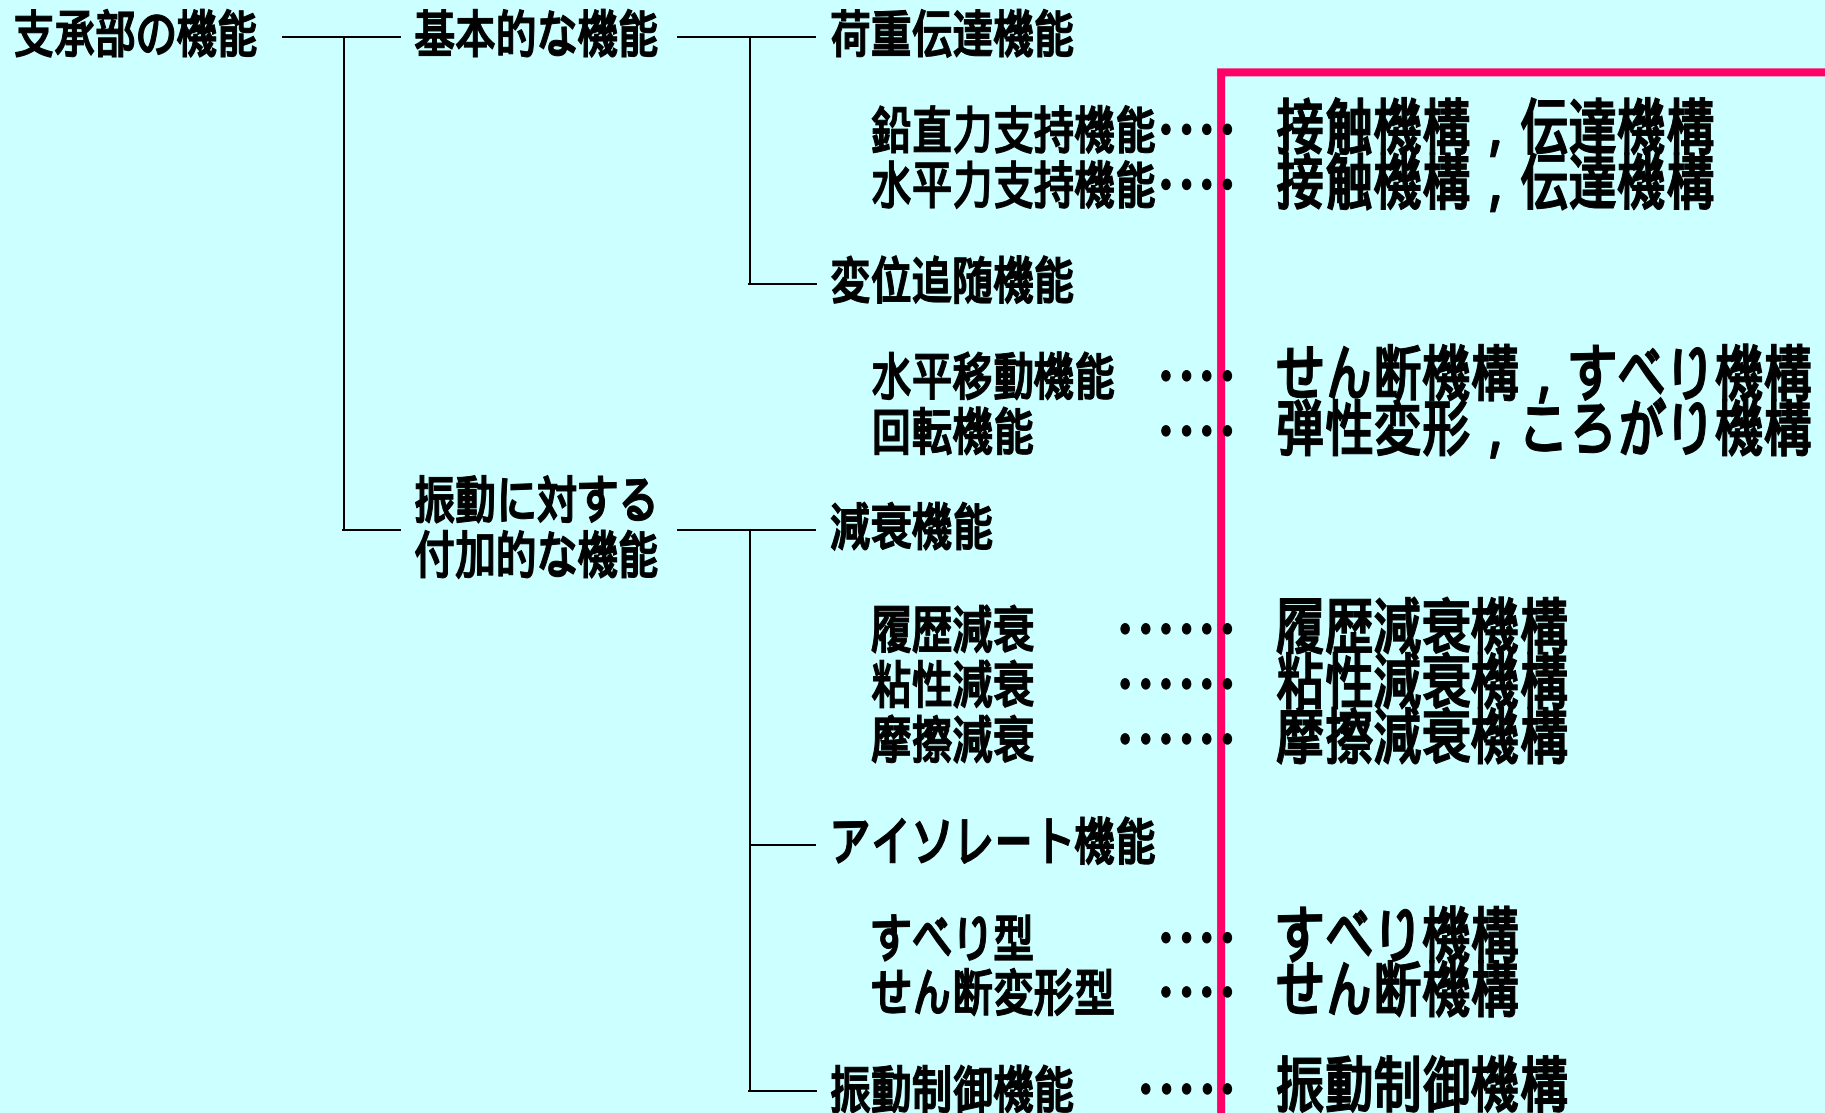 支承部の機能 基本的な機能 荷重伝達機能
鉛直力支持機能・・・・ 接触機構，伝達機構
水平力支持機能・・・・ 接触機構，伝達機構
変位追随機能
水平移動機能 ・・・・ せん断機構，すべり機構
回転機能 ・・・・ 弾性変形，ころがり機構
振動に対する
付加的な機能
減衰機能
履歴減衰 ・・・・・・ 履歴減衰機構
粘性減衰 ・・・・・・ 粘性減衰機構
摩擦減衰 ・・・・・・ 摩擦減衰機構
アイソレート機能
すべり型 ・・・・ すべり機構
せん断変形型 ・・・・ せん断機構
振動制御機能 ・・・・・ 振動制御機構